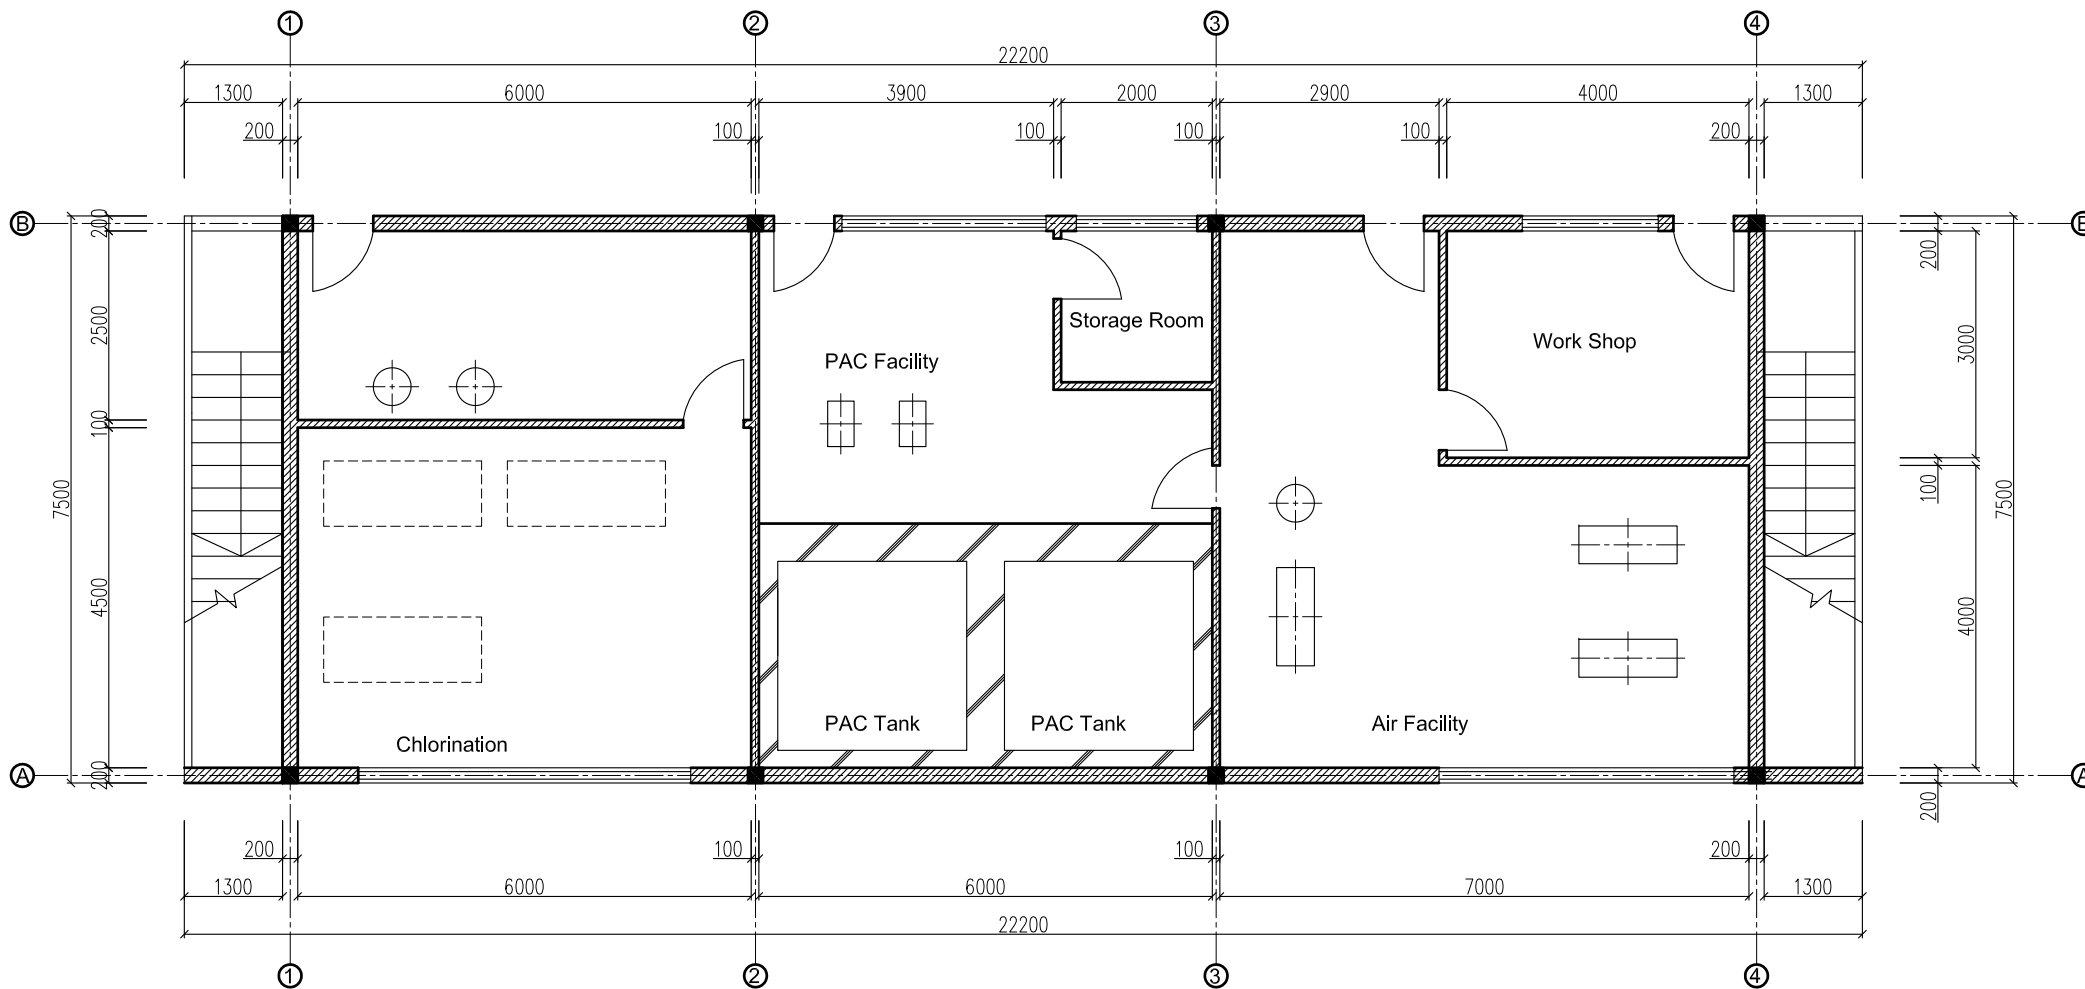 1 2 3 4
22200
1300 6000 3900 2000 2900 4000 1300
200 100 100 100 100 200
B B
200 200
2500 Storage Room 3000
Work Shop
PAC Facility
100 100
7500 7500
4500 4000
PAC Tank PAC Tank Air Facility
Chlorination
A A
200 200
200 100 100 200
1300 6000 6000 7000 1300
22200
1 2 3 4